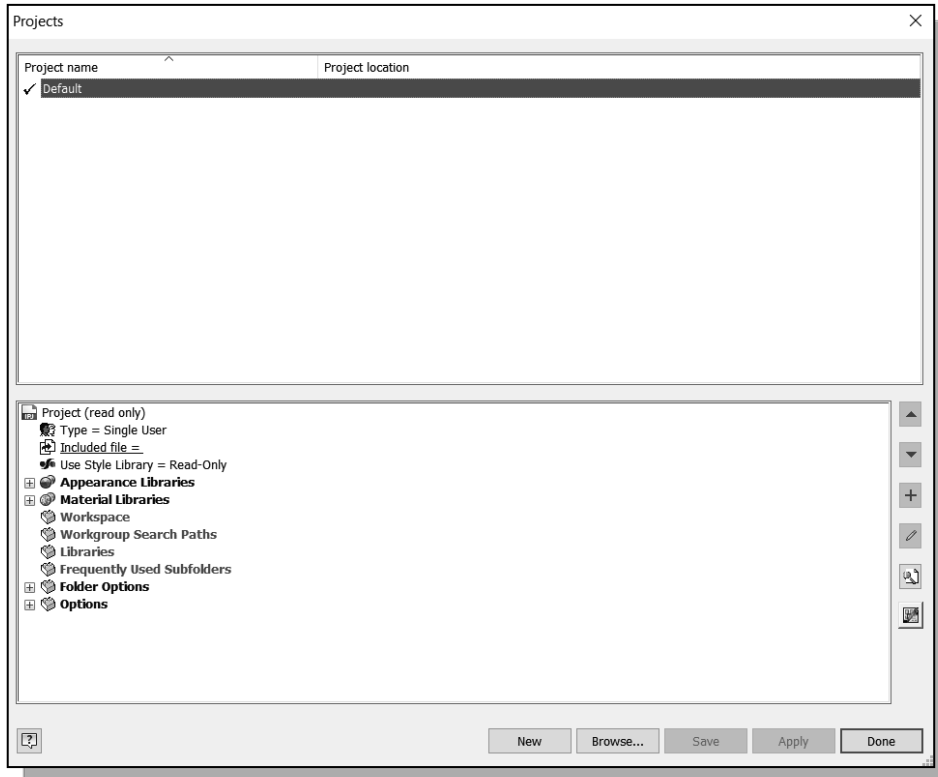 Projects
Project name Project location
Default
Project (read only)
Type = Single User
Included file =
Use Style Library = Read-Only
Appearance Libraries
Material Libraries
Workspace
Workgroup Search Paths
Libraries
Frequently Used Subfolders
Folder Options
Options
New Browse... Save Apply Done